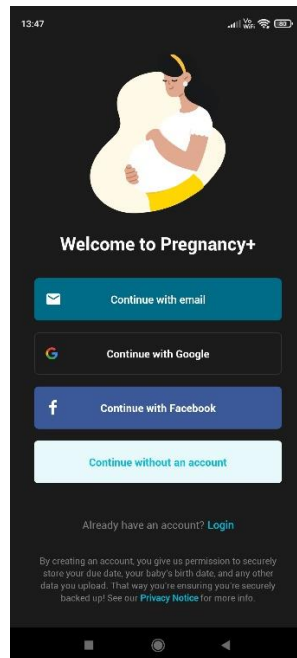 13:47
Vo
WiFi
80
Welcome to Pregnancy+
Continue with email
G
Continue with Google
f
Continue with Facebook
Continue without an account
Already have an account? Login
By creating an account, you give us permission to securely
store your due date, your baby's birth date, and any other
data you upload. That way you're ensuring you're securely
backed up! See our Privacy Notice for more info.